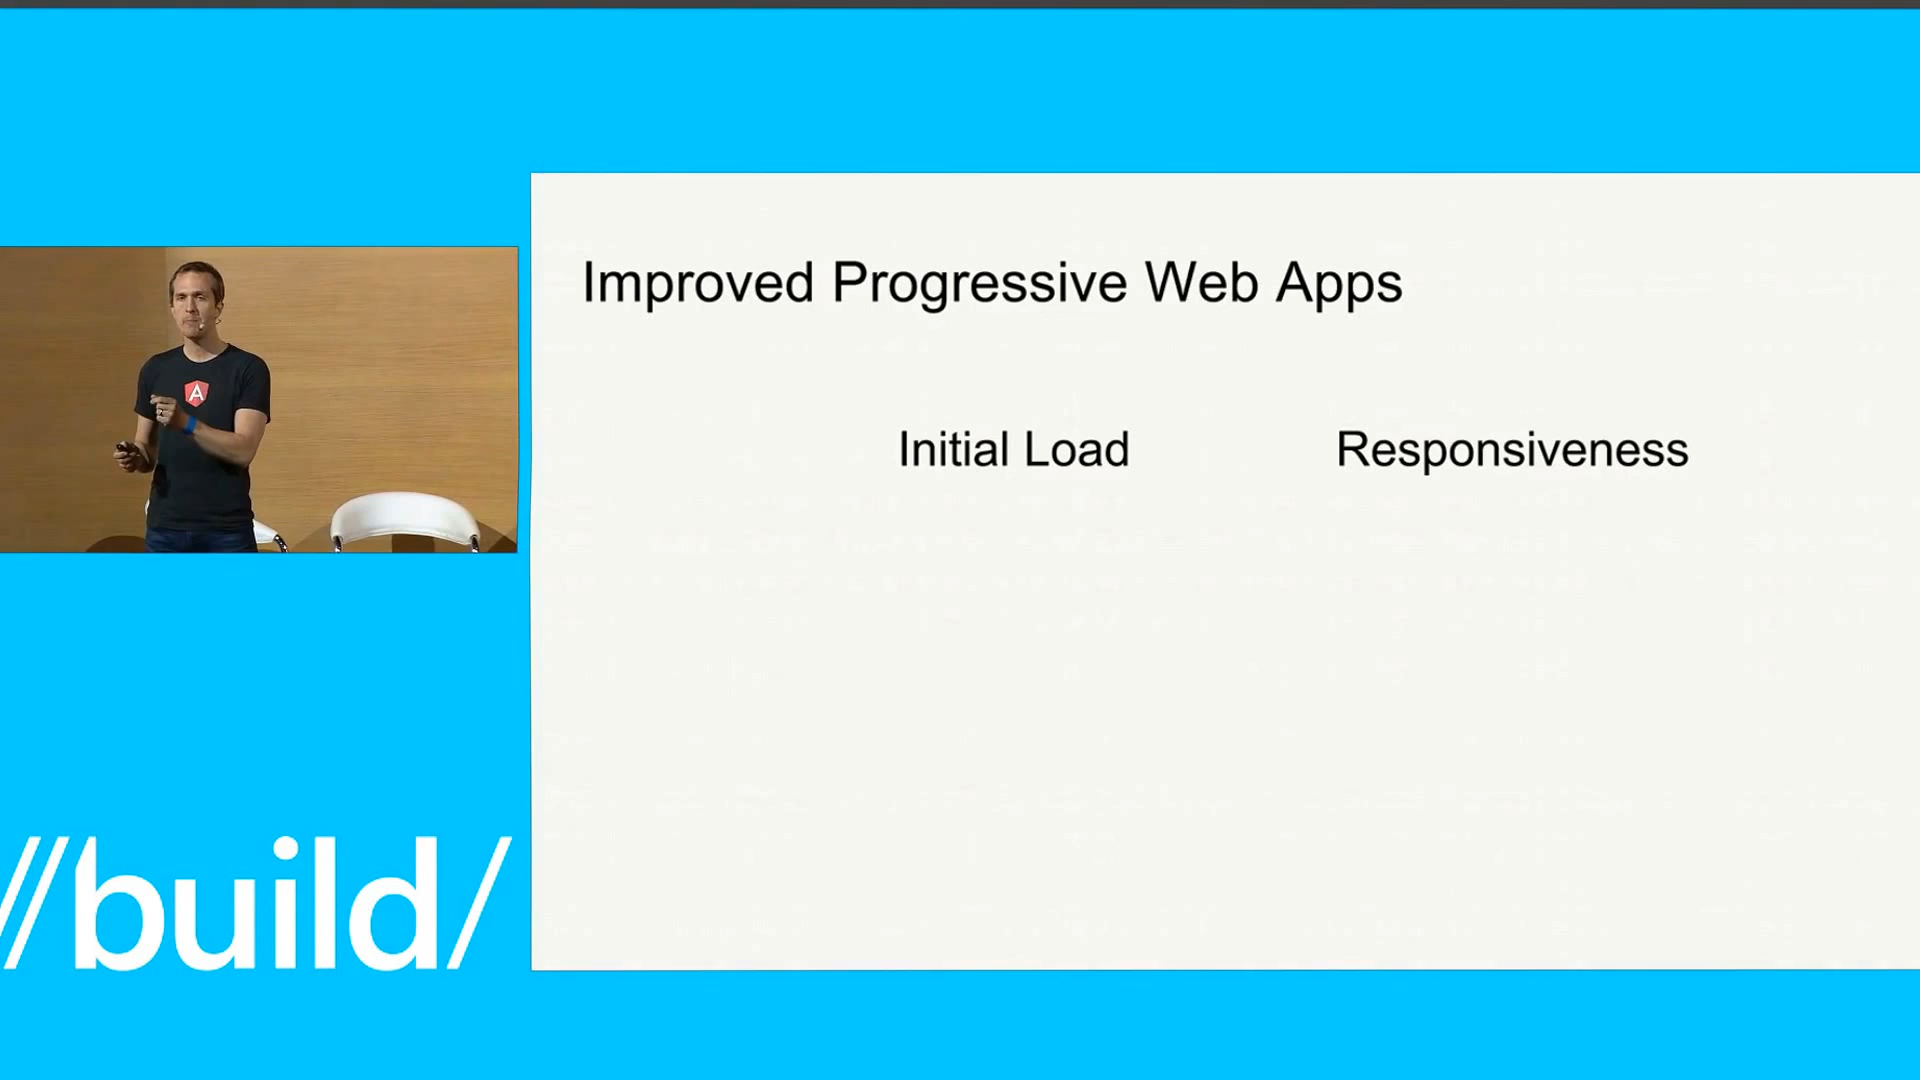 Improved Progressive Web Apps
Initial Load Responsiveness
A
//build/